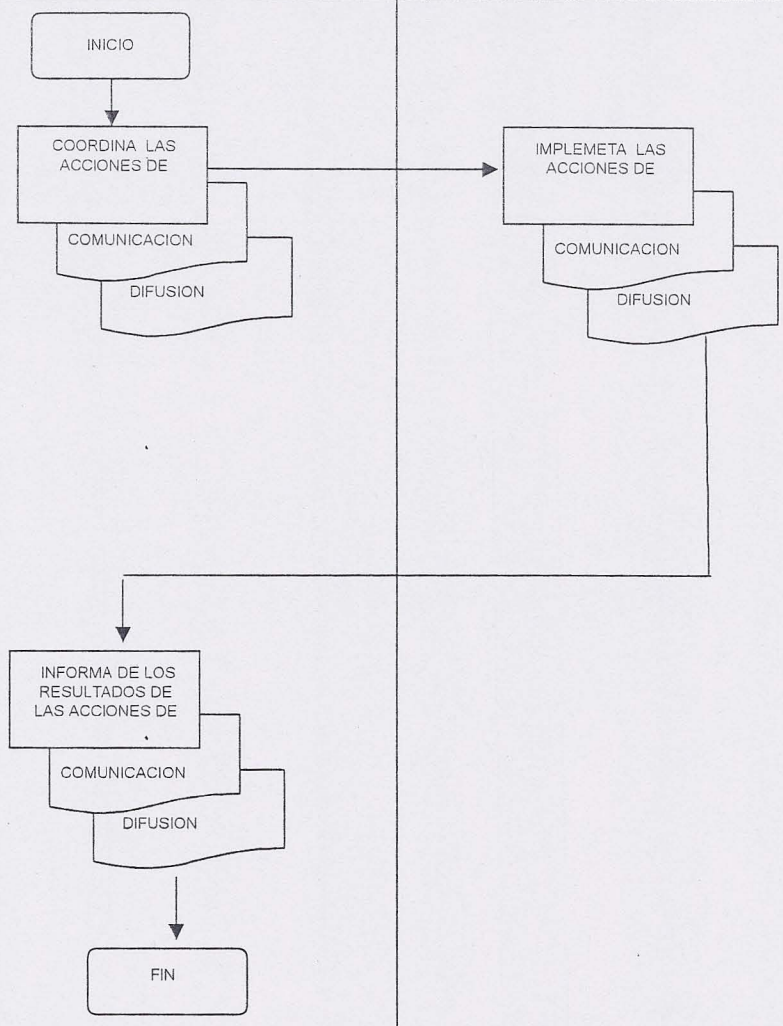 INICIO
COORDINA LAS
ACCIONES DE
COMUNICACION
DIFUSION
IMPLEMETA LAS
ACCIONES DE
COMUNICACION
DIFUSION
INFORMA DE LOS
RESULTADOS DE
LAS ACCIONES DE
COMUNICACION
DIFUSION
FIN